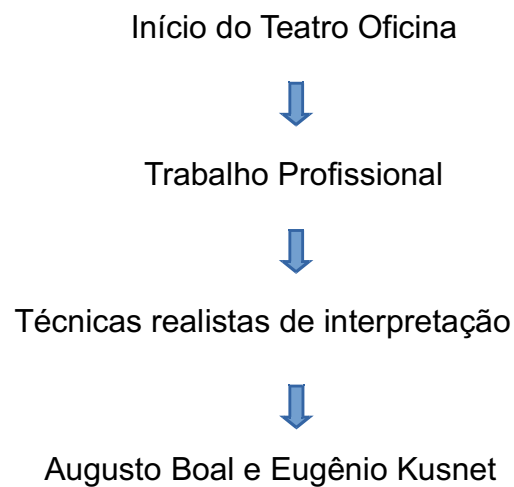 Início do Teatro Oficina
Trabalho Profissional
Técnicas realistas de interpretação
Augusto Boal e Eugênio Kusnet